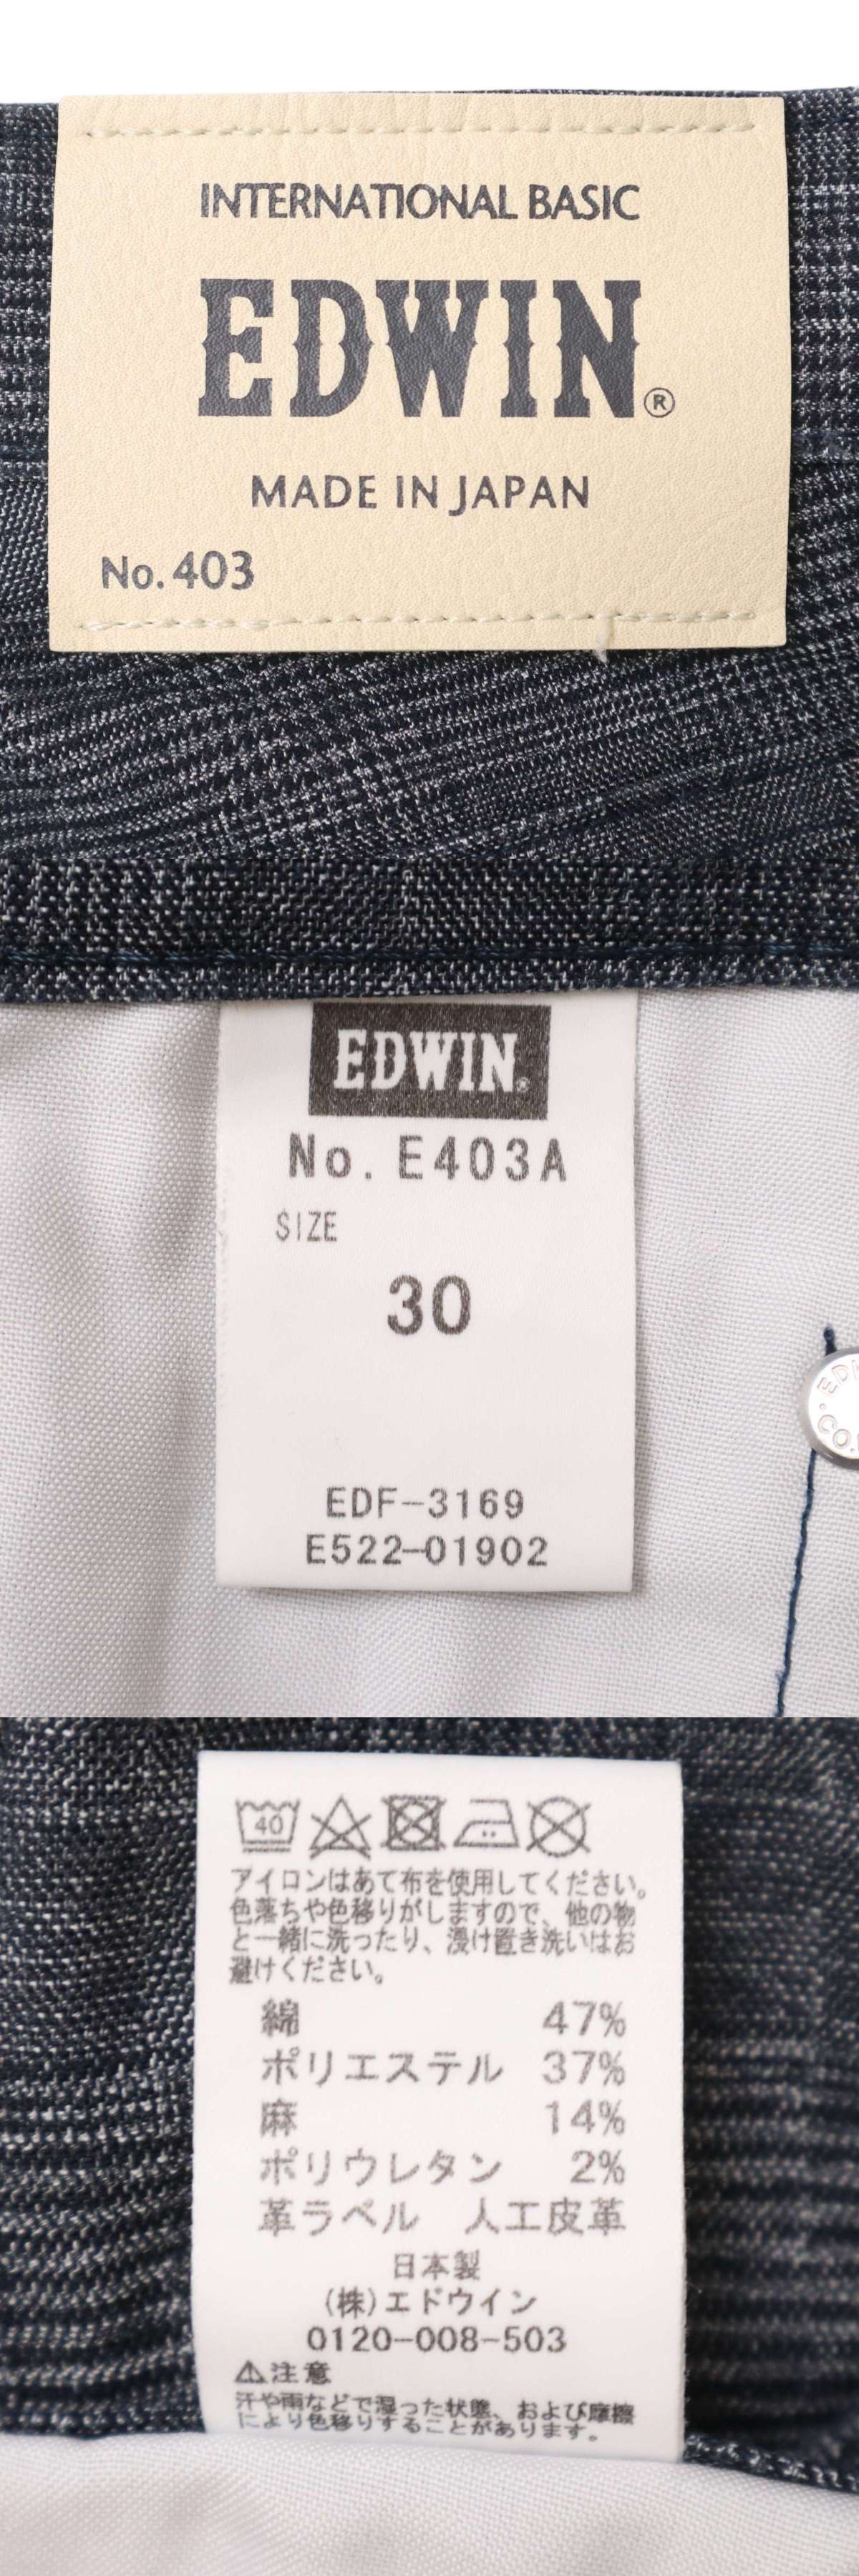 INTERNATIONAL BASIC
EDWIN®
MADE IN JAPAN
No. 403
EDWIN®
No. E403A
SIZE
30
EDF-3169
E522-01902
40
アイロンはあて布を使用してください。
色落ちや色移りがしますので、他の物
と一緒に洗ったり、浸け置き洗いはお
避けください。
綿 47%
ポリエステル 37%
麻 14%
ポリウレタン 2%
革ラベル 人工皮革
日本製
(株)エドウイン
0120-008-503
⚠注意
汗や雨などで湿った状態、および摩擦
により色移りすることがあります。